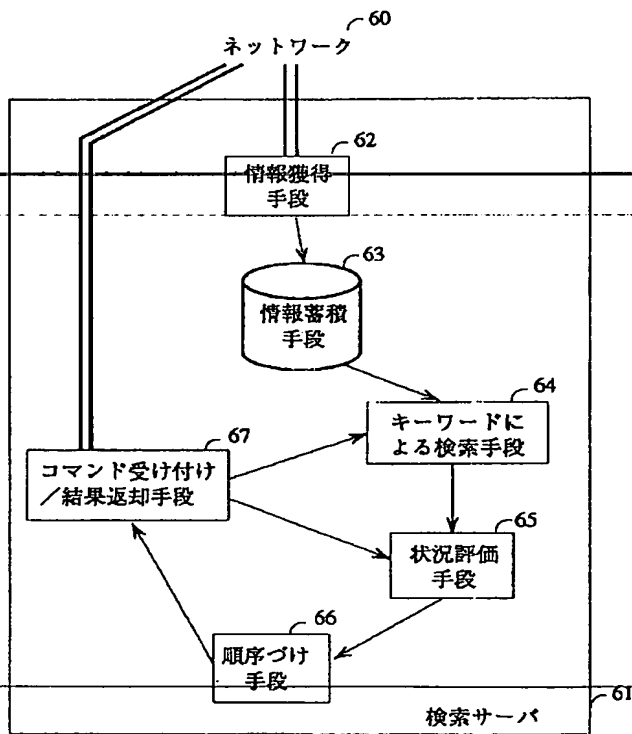 60
ネットワーク
62
情報獲得
手段
63
情報蓄積
手段
64
キーワードに
よる検索手段
67
コマンド受け付け
／結果返却手段
65
状況評価
手段
66
順序づけ
手段
61
検索サーバ